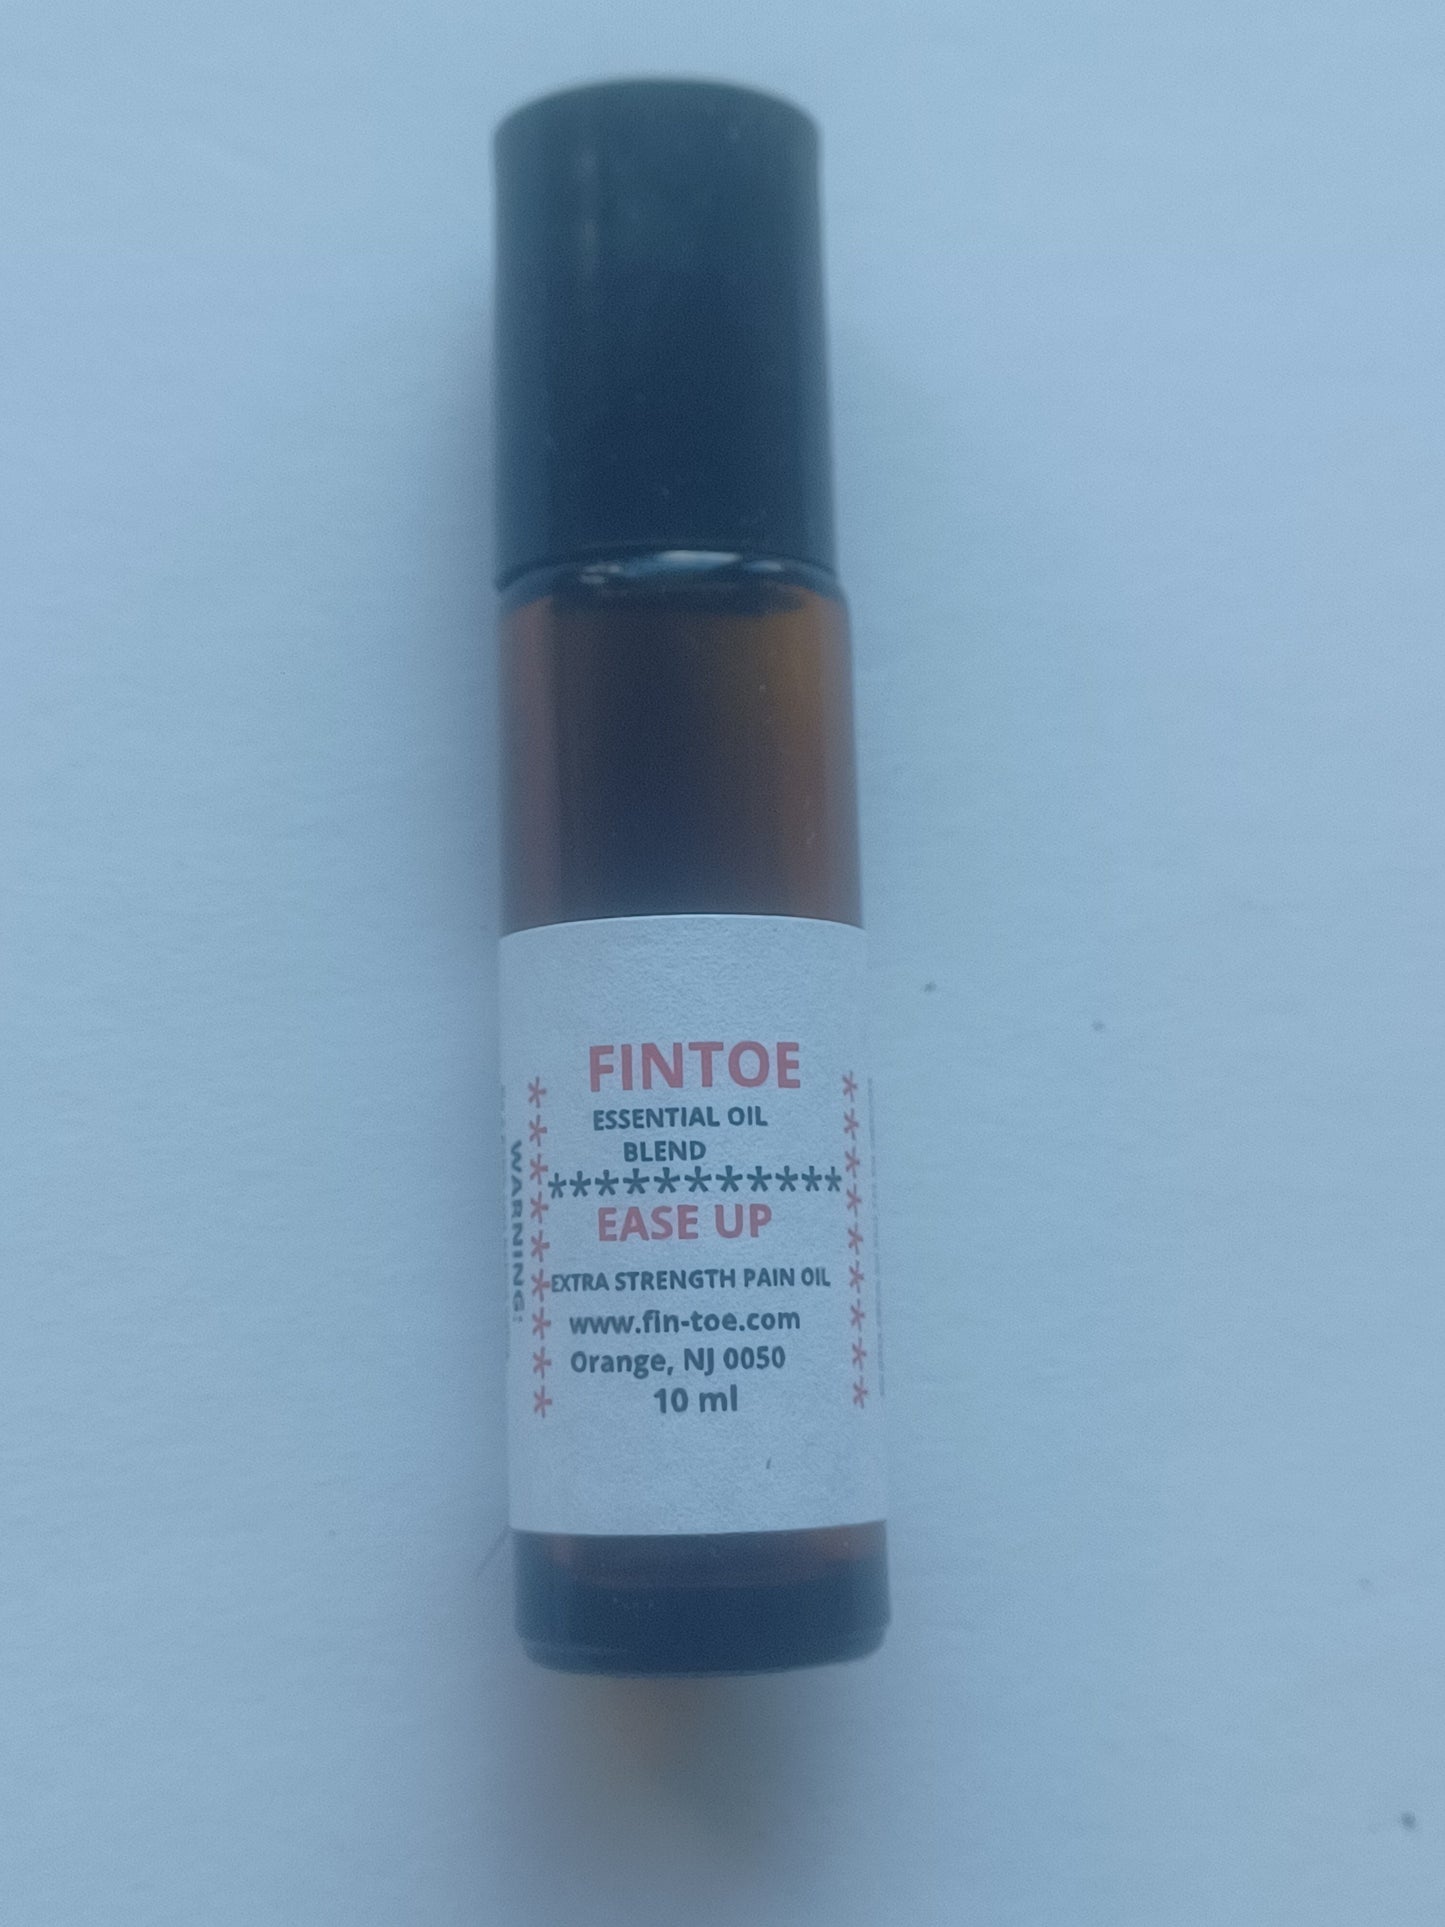 FINTOE
ESSENTIAL OIL
BLEND
***********
EASE UP
EXTRA STRENGTH PAIN OIL
www.fin-toe.com
Orange, NJ 0050
10 ml
WARNING: